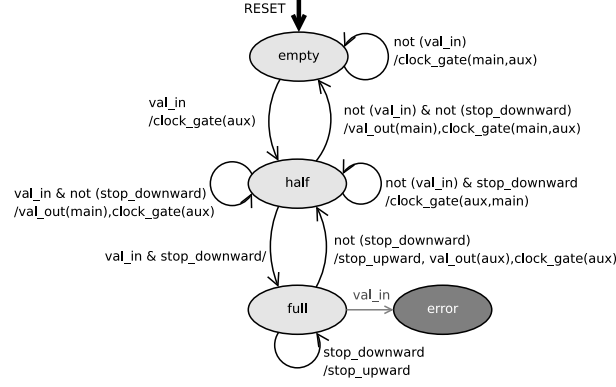 RESET
empty
not (val_in)
/clock_gate(main,aux)
val_in
/clock_gate(aux)
not (val_in) & not (stop_downward)
/val_out(main),clock_gate(main,aux)
half
val_in & not (stop_downward)
/val_out(main),clock_gate(aux)
not (val_in) & stop_downward
/clock_gate(aux,main)
val_in & stop_downward/
not (stop_downward)
/stop_upward, val_out(aux),clock_gate(aux)
full
val_in
error
stop_downward
/stop_upward